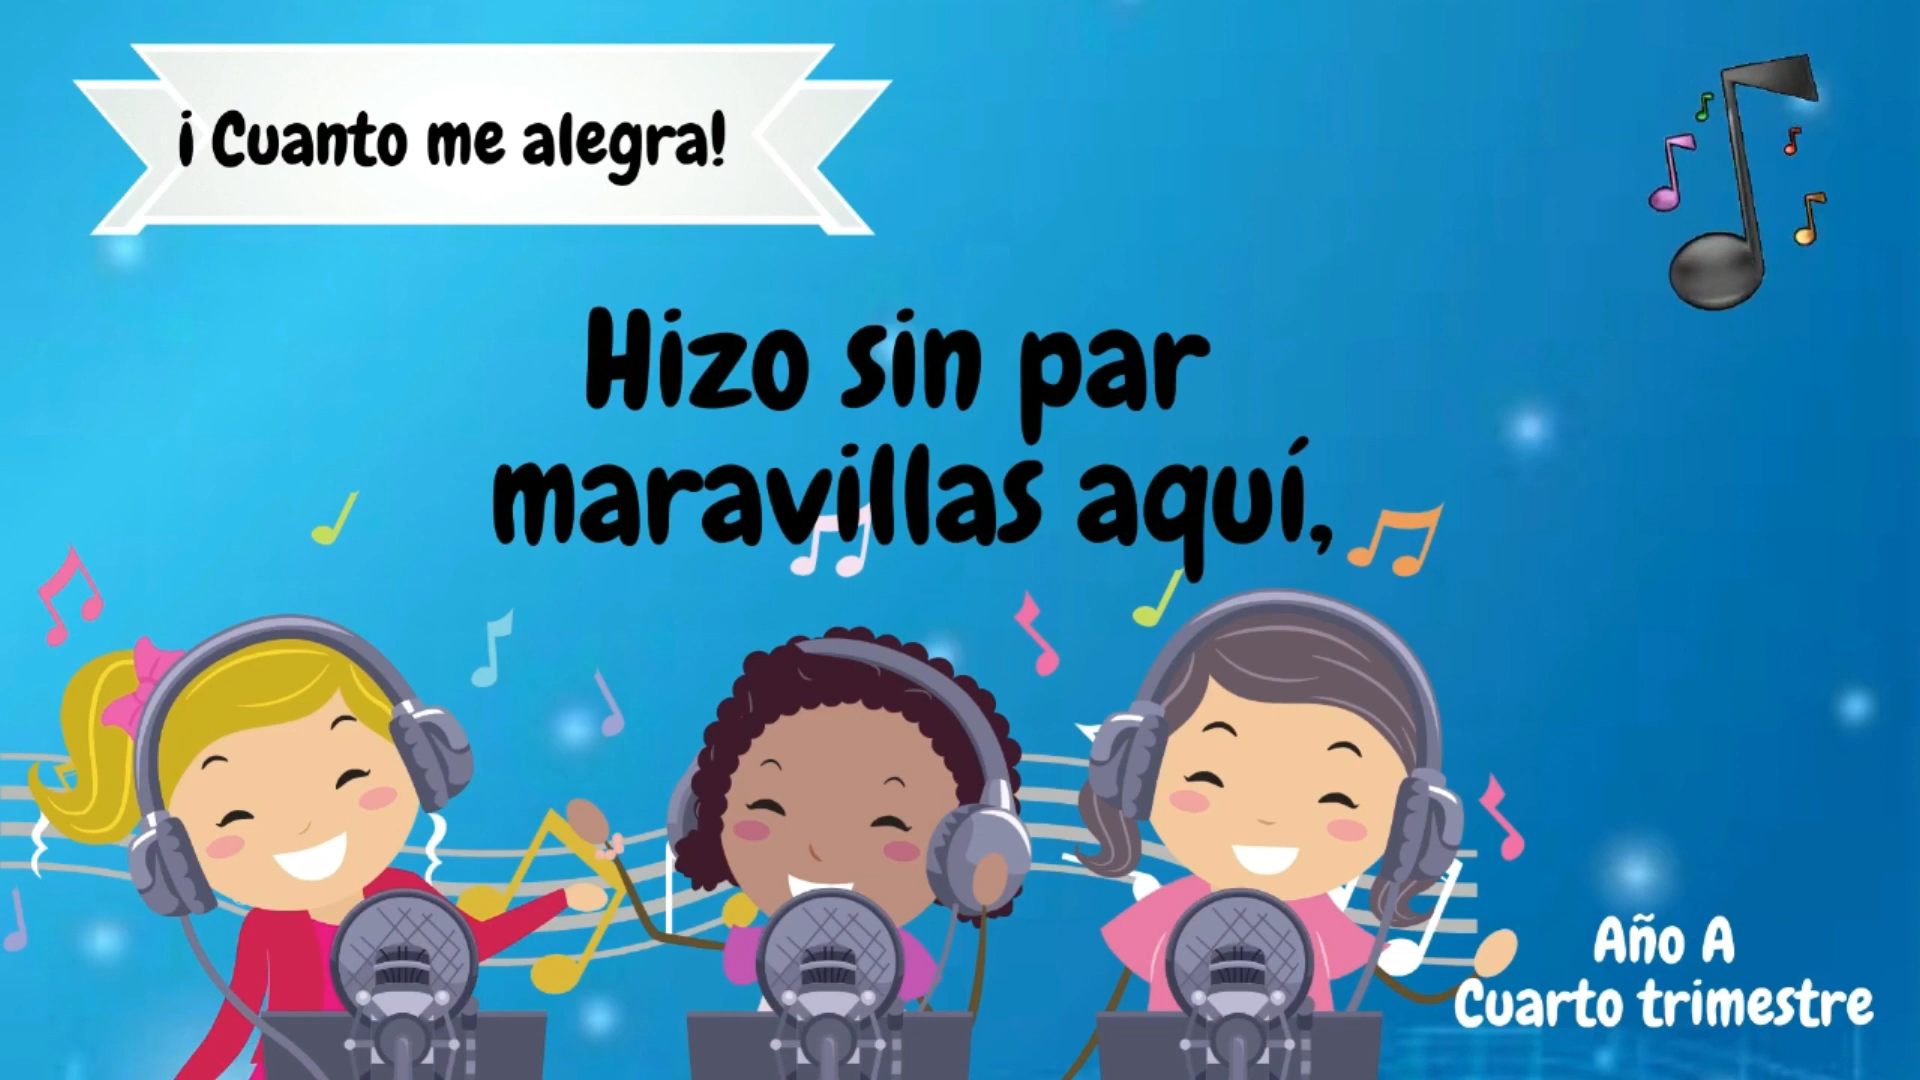 ¡ Cuanto me alegra!
Hizo sin par
maravillas aquí,
Año A
Cuarto trimestre